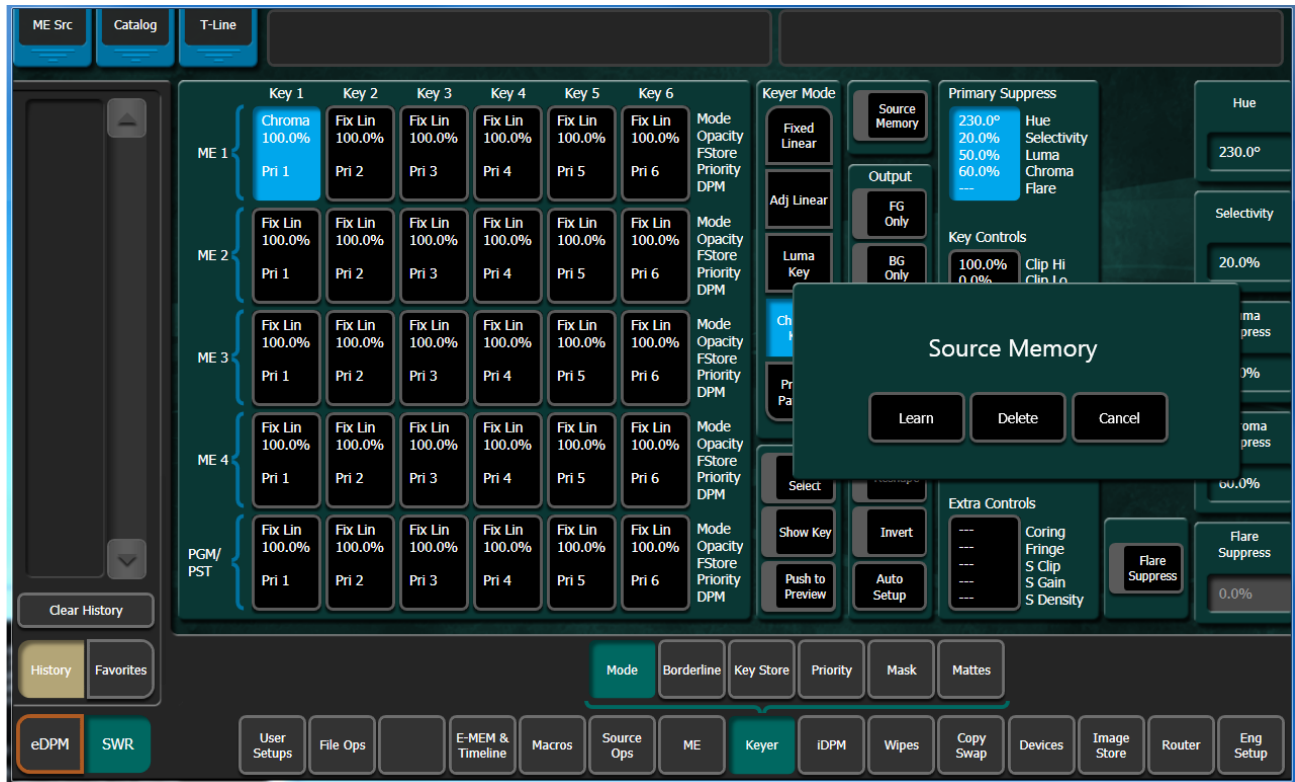 ME Src
Catalog
T-Line
Key 1 Key 2 Key 3 Key 4 Key 5 Key 6
ME 1
Chroma
100.0%
Pri 1
Fix Lin
100.0%
Pri 2
Fix Lin
100.0%
Pri 3
Fix Lin
100.0%
Pri 4
Fix Lin
100.0%
Pri 5
Fix Lin
100.0%
Pri 6
Mode
Opacity
FStore
Priority
DPM
ME 2
Fix Lin
100.0%
Pri 1
Fix Lin
100.0%
Pri 2
Fix Lin
100.0%
Pri 3
Fix Lin
100.0%
Pri 4
Fix Lin
100.0%
Pri 5
Fix Lin
100.0%
Pri 6
Mode
Opacity
FStore
Priority
DPM
ME 3
Fix Lin
100.0%
Pri 1
Fix Lin
100.0%
Pri 2
Fix Lin
100.0%
Pri 3
Fix Lin
100.0%
Pri 4
Fix Lin
100.0%
Pri 5
Fix Lin
100.0%
Pri 6
Mode
Opacity
FStore
Priority
DPM
ME 4
Fix Lin
100.0%
Pri 1
Fix Lin
100.0%
Pri 2
Fix Lin
100.0%
Pri 3
Fix Lin
100.0%
Pri 4
Fix Lin
100.0%
Pri 5
Fix Lin
100.0%
Pri 6
Mode
Opacity
FStore
Priority
DPM
PGM/
PST
Fix Lin
100.0%
Pri 1
Fix Lin
100.0%
Pri 2
Fix Lin
100.0%
Pri 3
Fix Lin
100.0%
Pri 4
Fix Lin
100.0%
Pri 5
Fix Lin
100.0%
Pri 6
Mode
Opacity
FStore
Priority
DPM
Keyer Mode
Fixed
Linear
Adj Linear
Luma
Key
Select
Show Key
Push to
Preview
Source
Memory
Output
FG
Only
BG
Only
Invert
Auto
Setup
Primary Suppress
230.0° Hue
20.0% Selectivity
50.0% Luma
60.0% Chroma
--- Flare
Key Controls
100.0% Clip Hi
0.0% Clip Lo
Source Memory
Learn
Delete
Cancel
Extra Controls
--- Coring
--- Fringe
--- S Clip
--- S Gain
--- S Density
Flare
Suppress
Hue
230.0°
Selectivity
20.0%
60.0%
Flare
Suppress
0.0%
Clear History
History
Favorites
Mode
Borderline
Key Store
Priority
Mask
Mattes
eDPM
SWR
User
Setups
File Ops
E-MEM &
Timeline
Macros
Source
Ops
ME
Keyer
iDPM
Wipes
Copy
Swap
Devices
Image
Store
Router
Eng
Setup